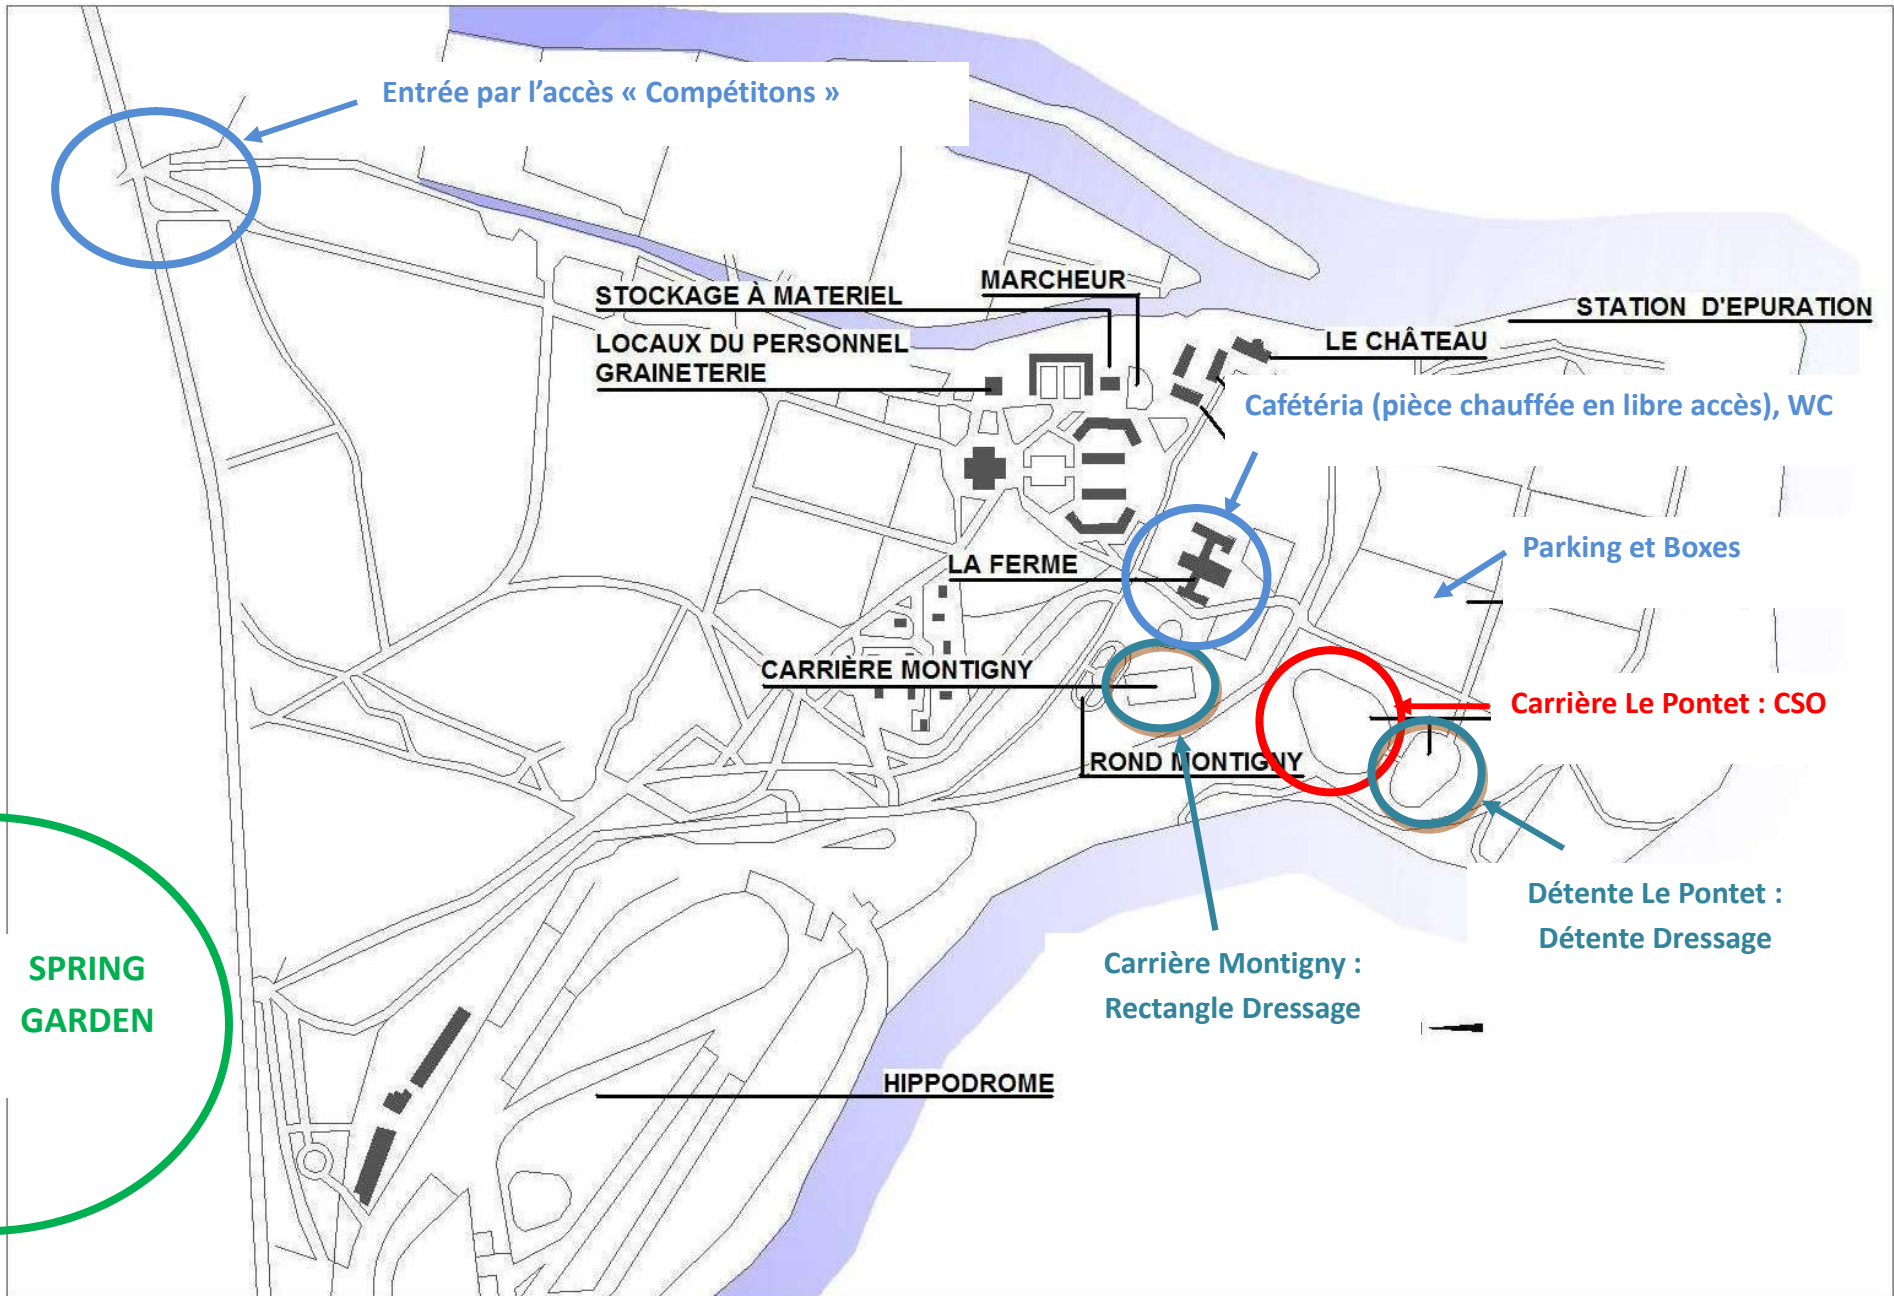 Entrée par l'accès « Compétitons »
MARCHEUR
STOCKAGE À MATERIEL
STATION D'EPURATION
LOCAUX DU PERSONNEL
GRAINETERIE
LE CHÂTEAU
Cafétéria (pièce chauffée en libre accès), WC
Parking et Boxes
LA FERME
CARRIÈRE MONTIGNY
Carrière Le Pontet : CSO
ROND MONTIGNY
Détente Le Pontet :
Détente Dressage
Carrière Montigny :
Rectangle Dressage
SPRING
GARDEN
HIPPODROME